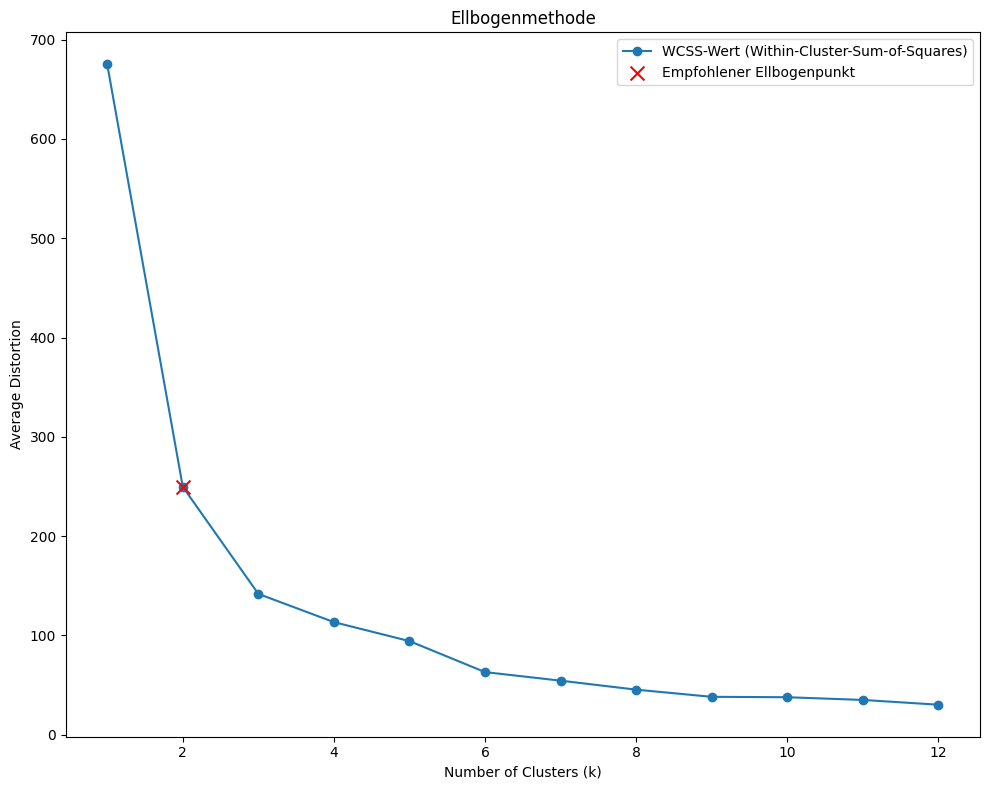 Ellbogenmethode
WCSS-Wert (Within-Cluster-Sum-of-Squares)
Empfohlener Ellbogenpunkt
Average Distortion
700
600
500
400
300
200
100
0
2
4
6
8
10
12
Number of Clusters (k)